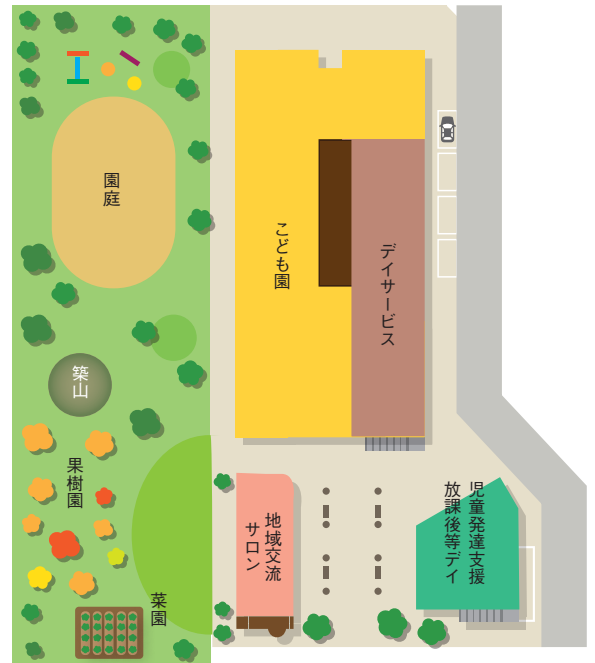 園庭
こども園
デイサービス
築山
果樹園
菜園
地域交流
サロン
児童発達支援
放課後等デイ